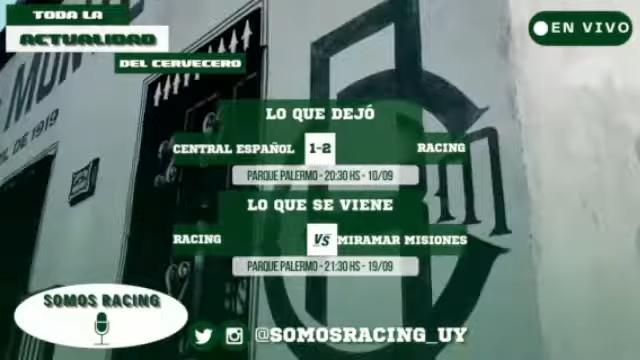 TODA LA
ACTUALIDAD
DEL CERVECERO
EN VIVO
LO QUE DEJÓ
CENTRAL ESPAÑOL 1-2 RACING
PARQUE PALERMO - 20:30 HS - 10/09
LO QUE SE VIENE
RACING VS MIRAMAR MISIONES
PARQUE PALERMO - 21:30 HS - 19/09
SOMOS RACING
@SOMOSRACING_UY
DE 1919